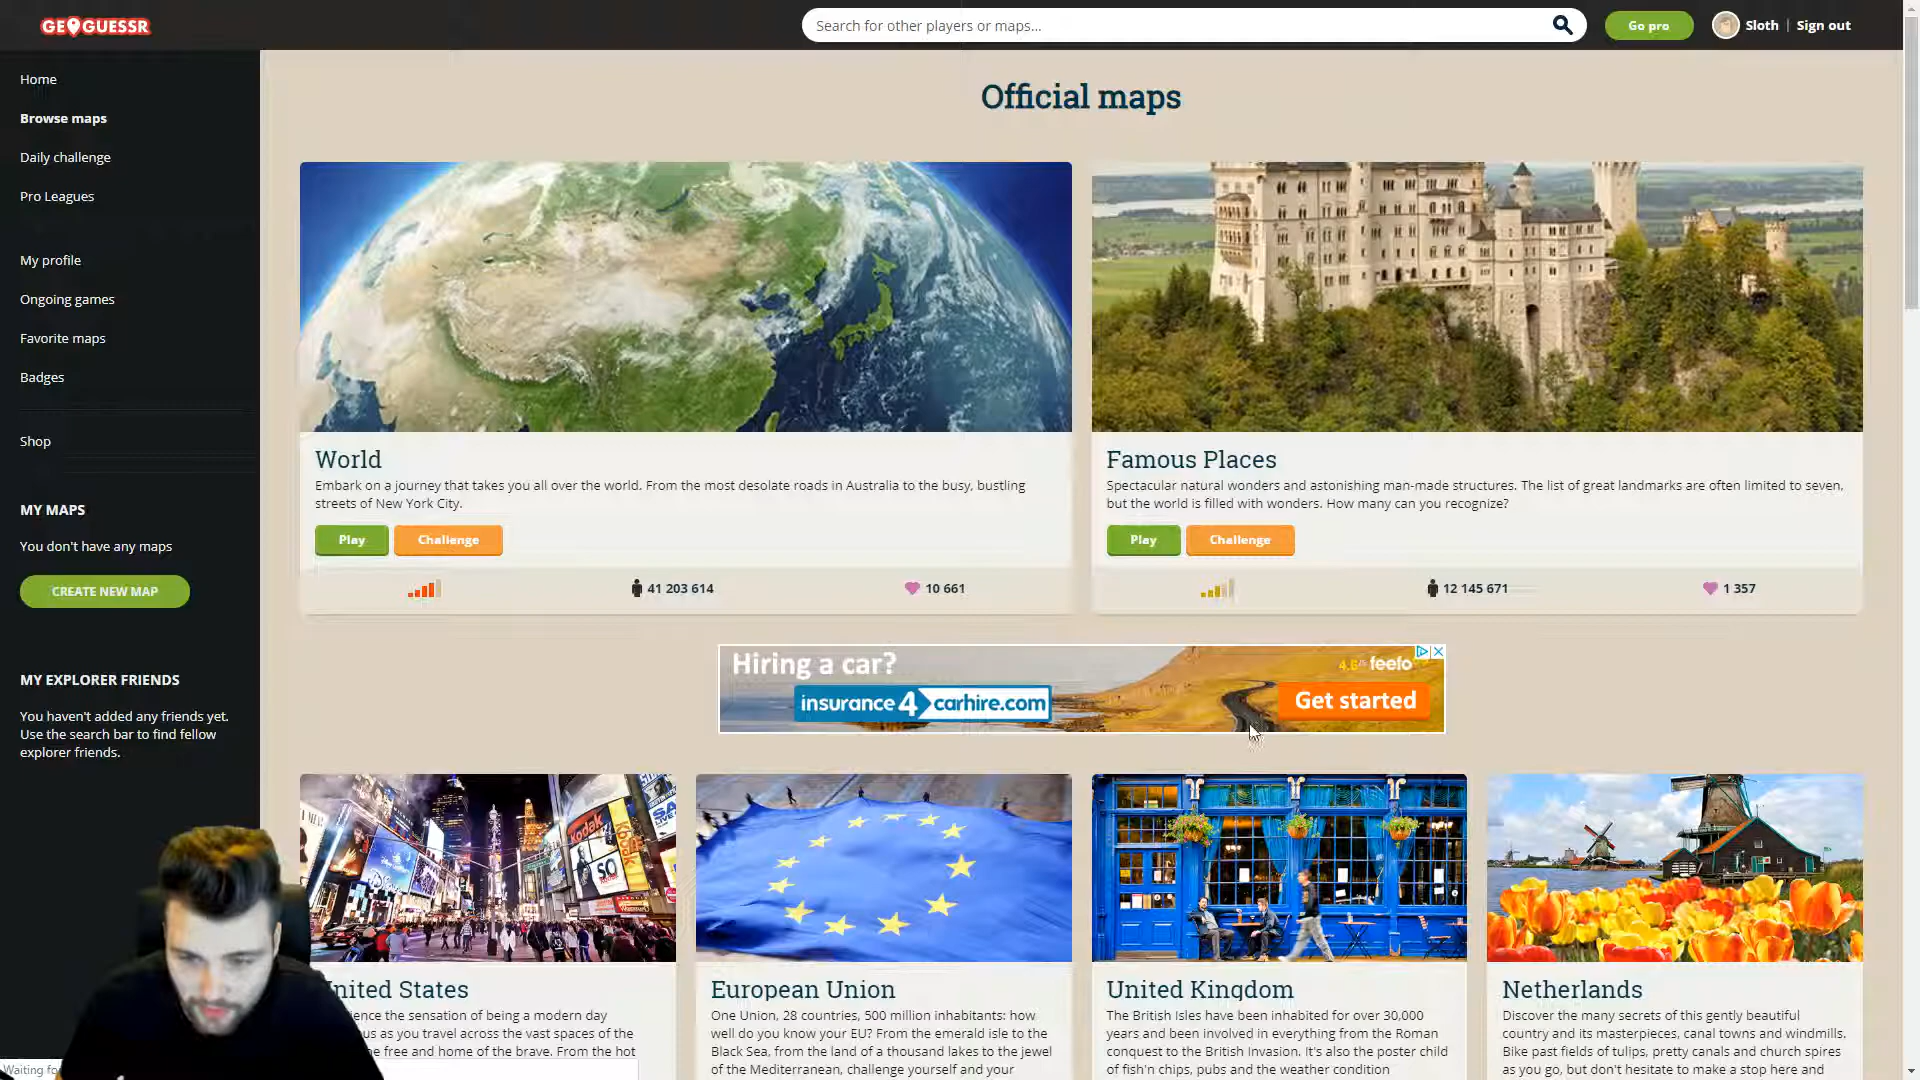 GEOGUESSR
Search for other players or maps...
Go pro
Sloth | Sign out
Home
Browse maps
Daily challenge
Pro Leagues
My profile
Ongoing games
Favorite maps
Badges
Shop
MY MAPS
You don't have any maps
CREATE NEW MAP
MY EXPLORER FRIENDS
You haven't added any friends yet.
Use the search bar to find fellow
explorer friends.
Official maps
World
Embark on a journey that takes you all over the world. From the most desolate roads in Australia to the busy, bustling
streets of New York City.
Play
Challenge
41 203 614
10 661
Famous Places
Spectacular natural wonders and astonishing man-made structures. The list of great landmarks are often limited to seven,
but the world is filled with wonders. How many can you recognize?
Play
Challenge
12 145 671
1 357
Hiring a car?
insurance 4 carhire.com
feefo
Get started
Kodak
SO
United States
ience the sensation of being a modern day
us as you travel across the vast spaces of the
e free and home of the brave. From the hot
European Union
One Union, 28 countries, 500 million inhabitants: how
well do you know your EU? From the emerald isle to the
Black Sea, from the land of a thousand lakes to the jewel
of the Mediterranean, challenge yourself and your
United Kingdom
The British Isles have been inhabited for over 30,000
years and been involved in everything from the Roman
conquest to the British Invasion. It's also the poster child
of fish'n chips, pubs and the weather condition
Netherlands
Discover the many secrets of this gently beautiful
country and its masterpieces, canal towns and windmills.
Bike past fields of tulips, pretty canals and church spires
as you go, but don't hesitate to make a stop here and
Waiting fo